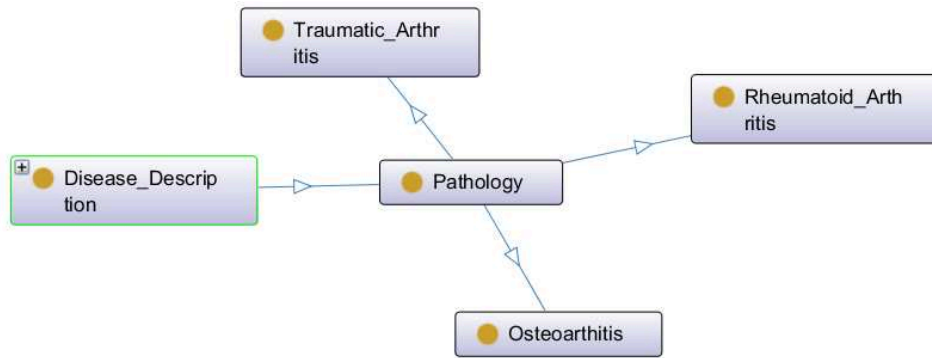 Traumatic_Arthr
itis
Rheumatoid_Arth
ritis
Disease_Descrip
tion
Pathology
Osteoarthitis